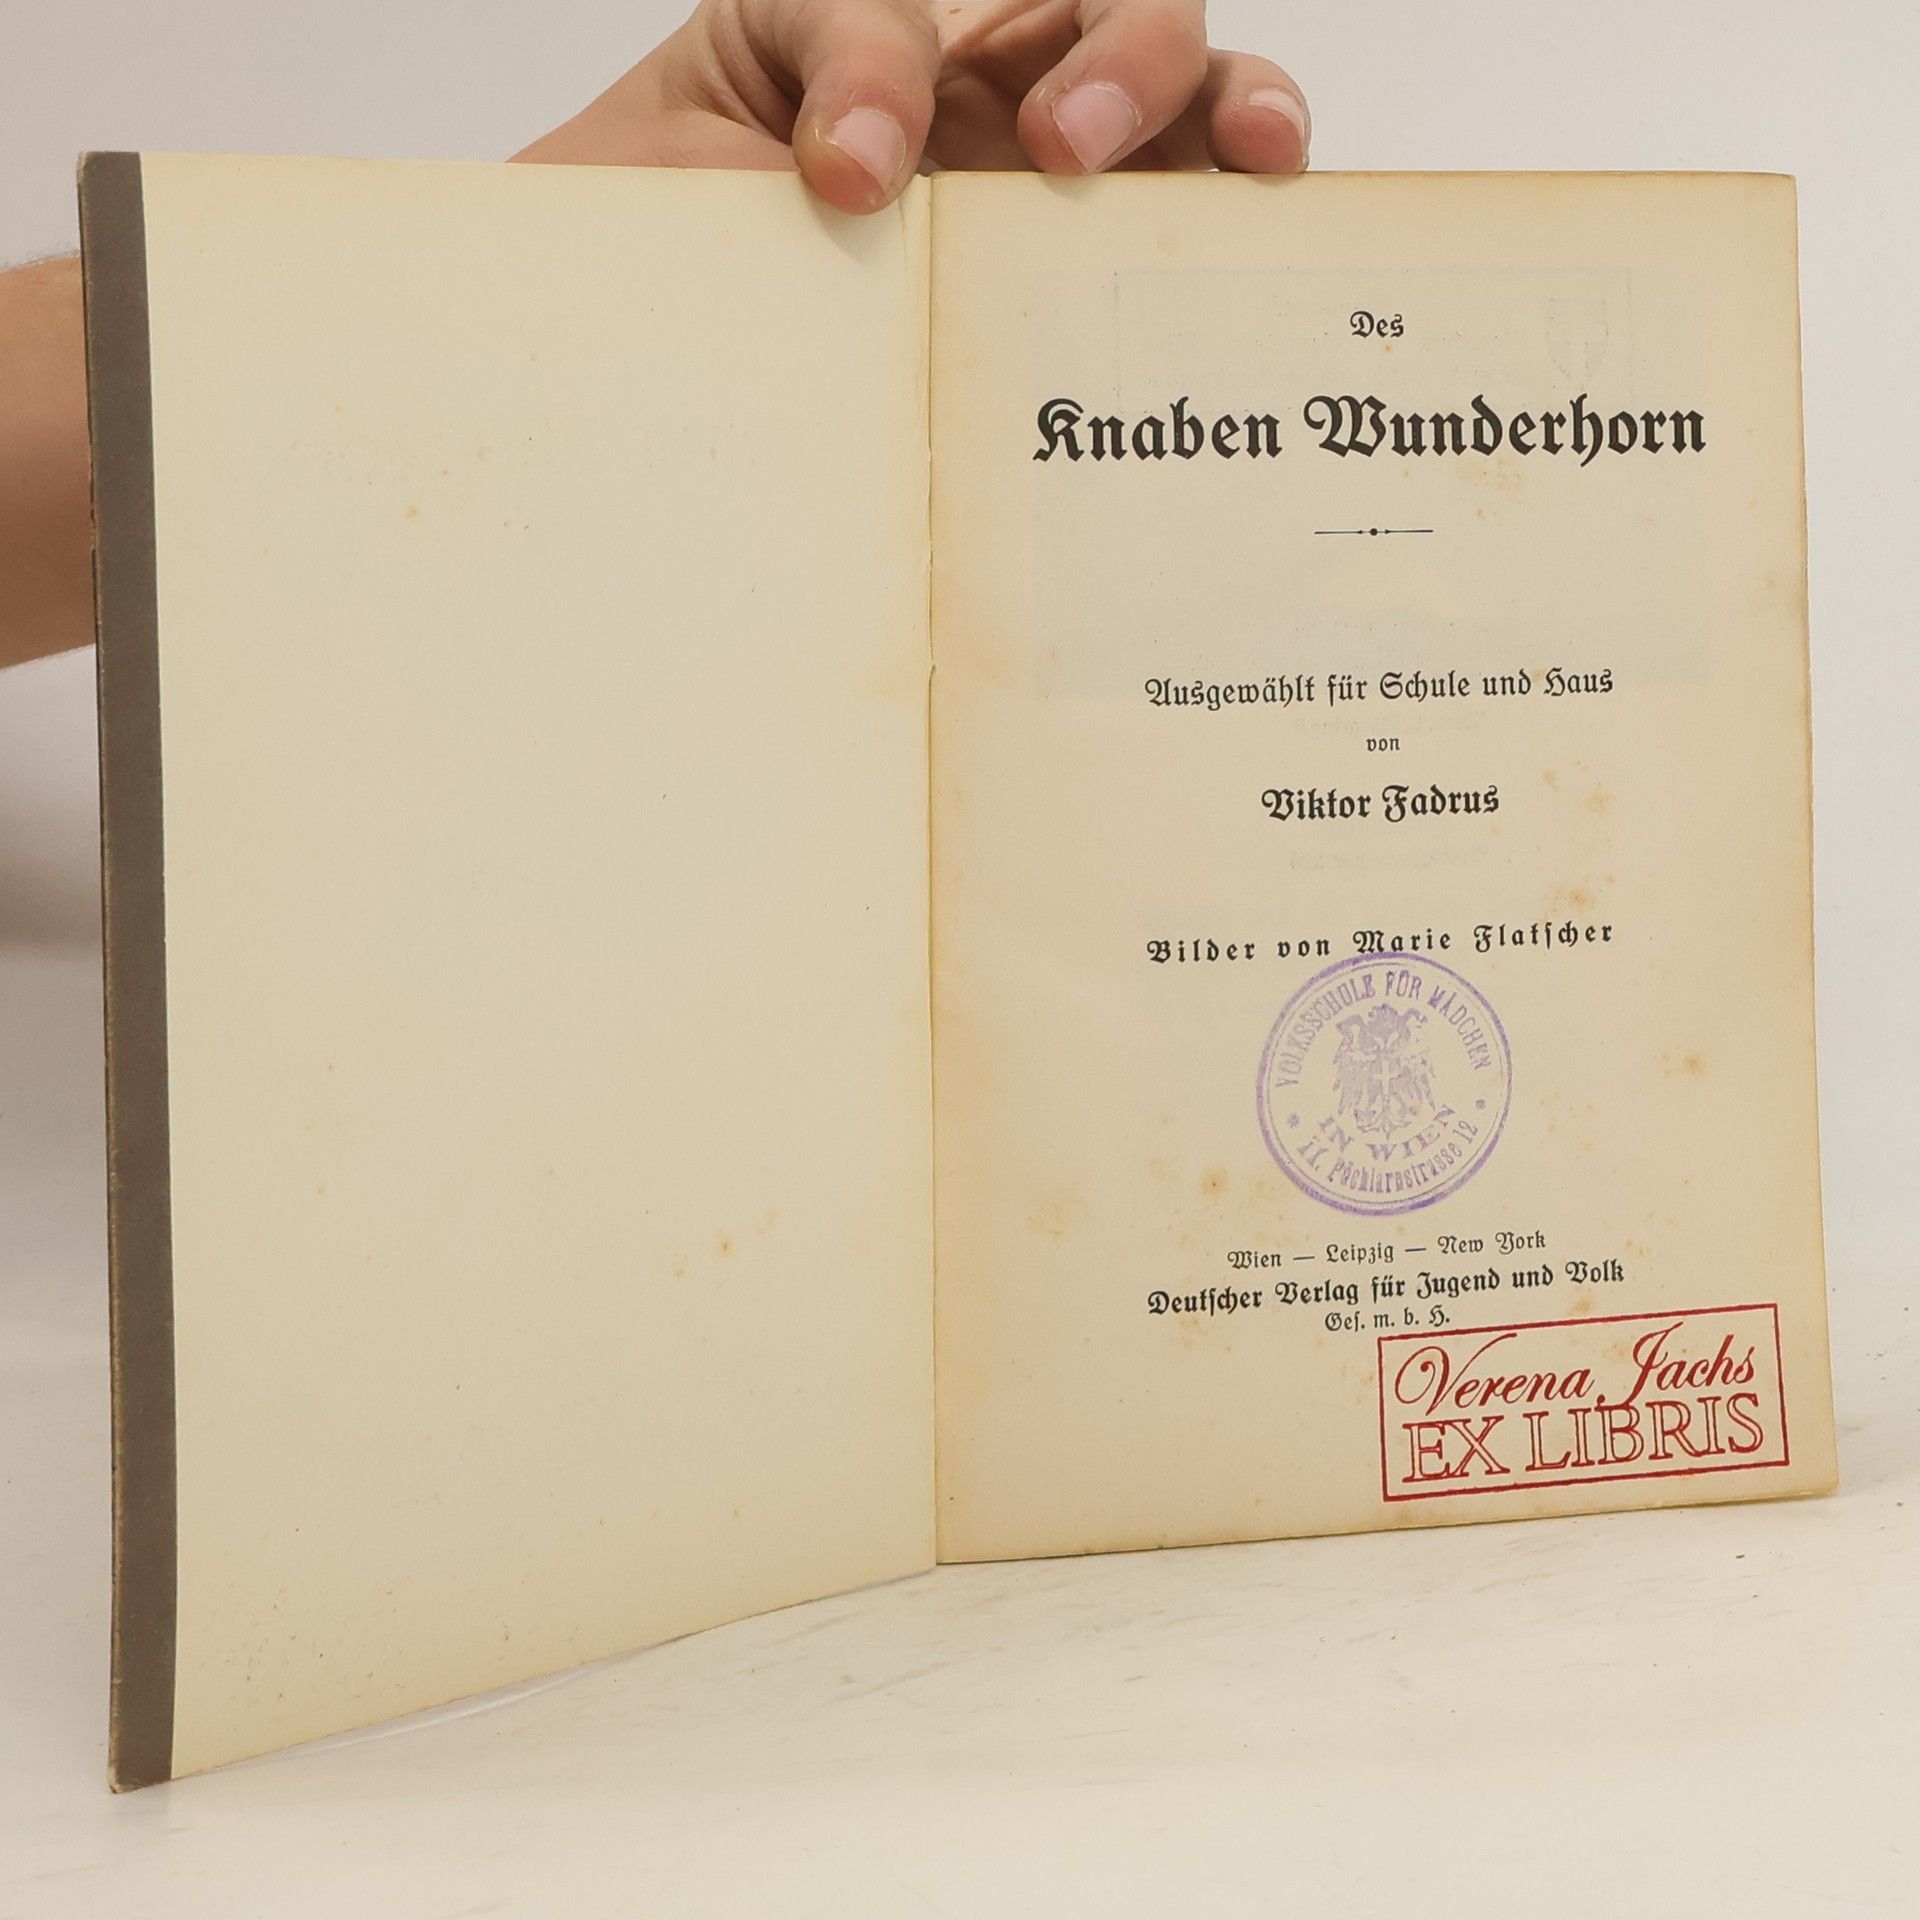 Des
Knaben Wunderhorn
Ausgewählt für Schule und Haus
von
Viktor Fadrus
Bilder von Marie Flatscher
VOLKSSCHULE FÜR MÄDCHEN
IN WIEN
II. Pöchlarnstrasse 12
Wien — Leipzig — New York
Deutscher Verlag für Jugend und Volk
Ges. m. b. H.
Verena Jachs
EX LIBRIS